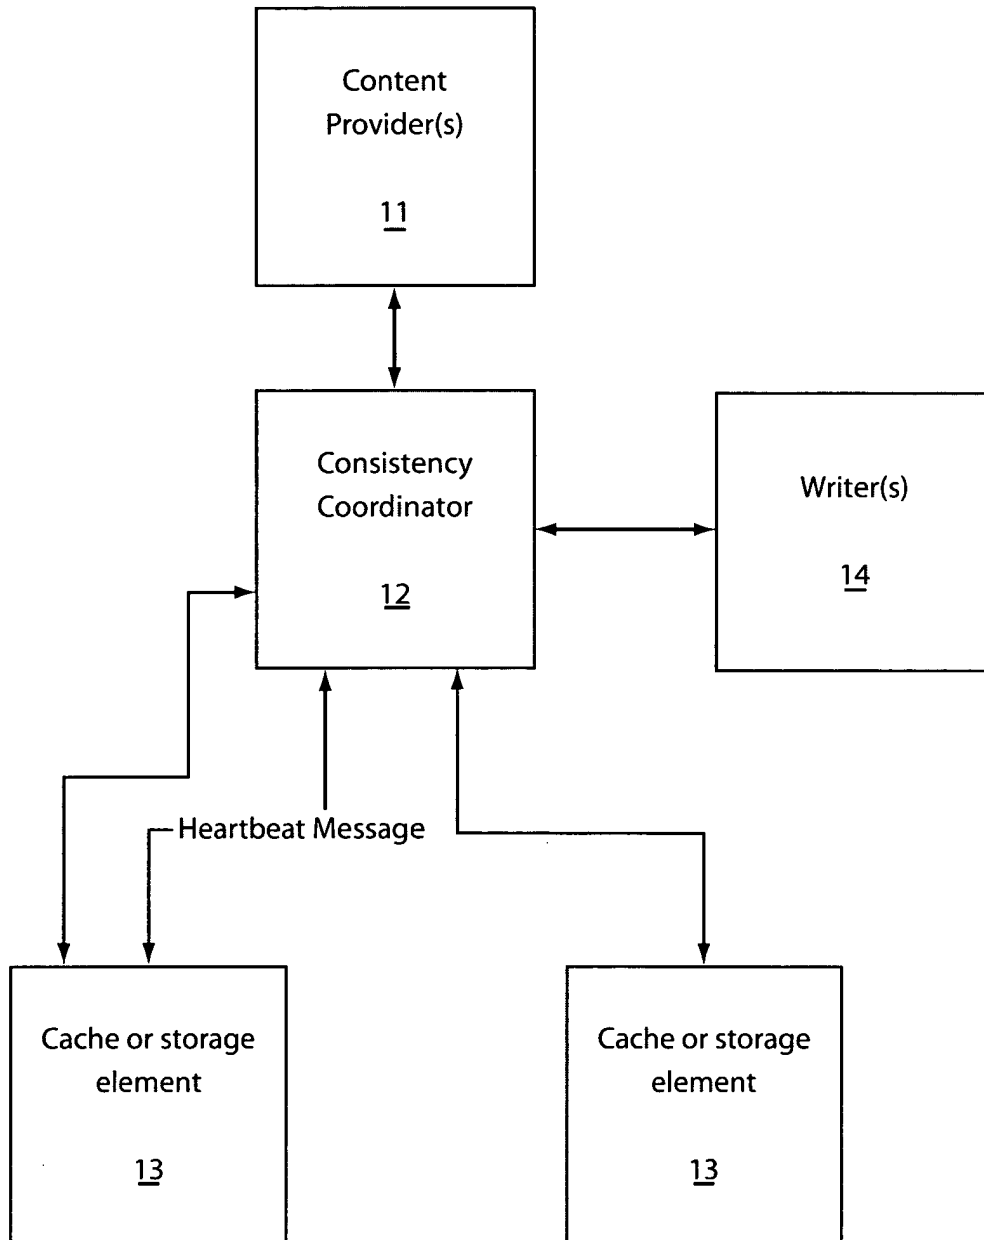 Content
Provider(s)
11
Consistency
Coordinator
12
Writer(s)
14
Heartbeat Message
Cache or storage
element
13
Cache or storage
element
13